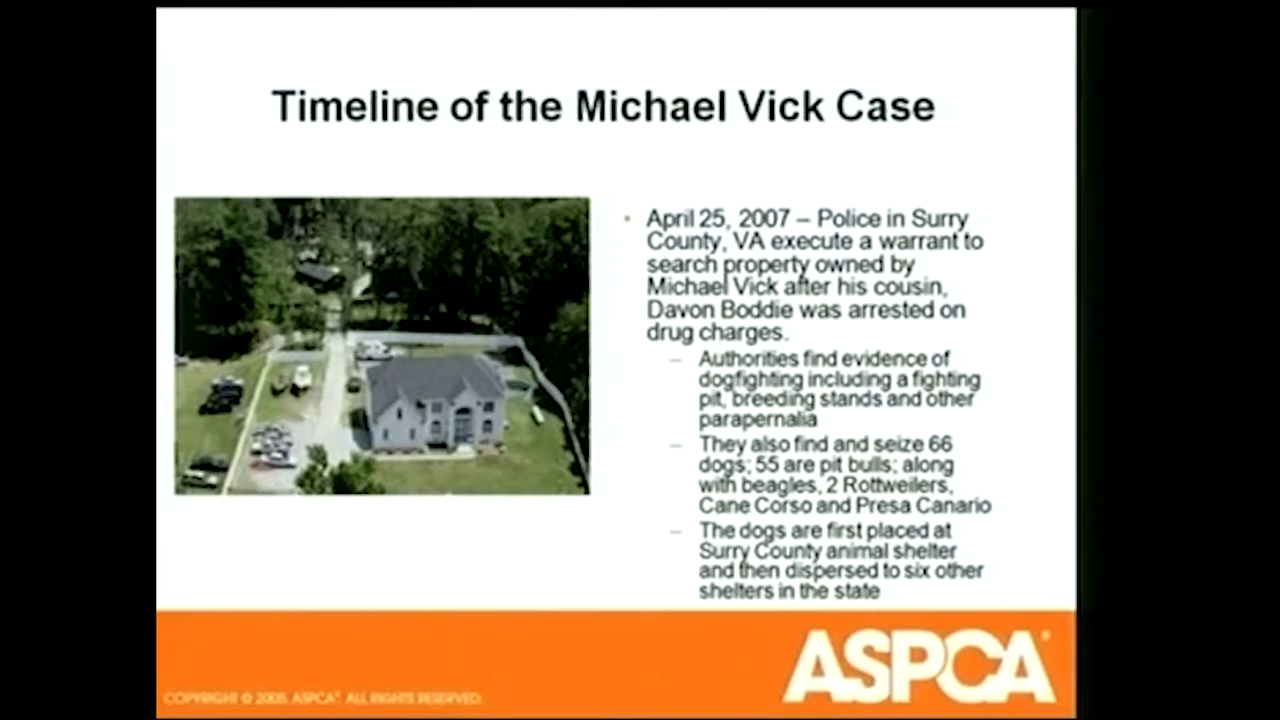 Timeline of the Michael Vick Case
• April 25, 2007 – Police in Surry
County, VA execute a warrant to
search property owned by
Michael Vick after his cousin,
Davon Boddie was arrested on
drug charges.
– Authorities find evidence of
dogfighting including a fighting
pit, breeding stands and other
parapernalia
– They also find and seize 66
dogs; 55 are pit bulls; along
with beagles, 2 Rottweilers,
Cane Corso and Presa Canario
– The dogs are first placed at
Surry County animal shelter
and then dispersed to six other
shelters in the state
ASPCA®
COPYRIGHT © ASPCA®. ALL RIGHTS RESERVED.